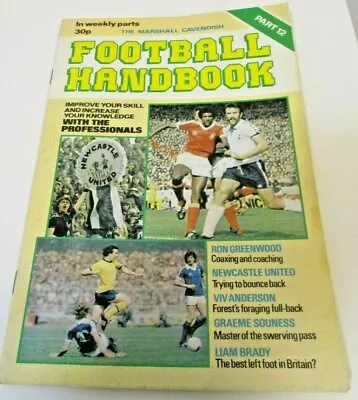 In weekly parts
30p
THE MARSHALL CAVENDISH
PART 12
FOOTBALL
HANDBOOK
IMPROVE YOUR SKILL
AND INCREASE
YOUR KNOWLEDGE
WITH THE
PROFESSIONALS
NEWCASTLE
UNITED
VIC
RON GREENWOOD
Coaxing and coaching
NEWCASTLE UNITED
Trying to bounce back
VIV ANDERSON
Forest's foraging full-back
GRAEME SOUNESS
Master of the swerving pass
LIAM BRADY
The best left foot in Britain?